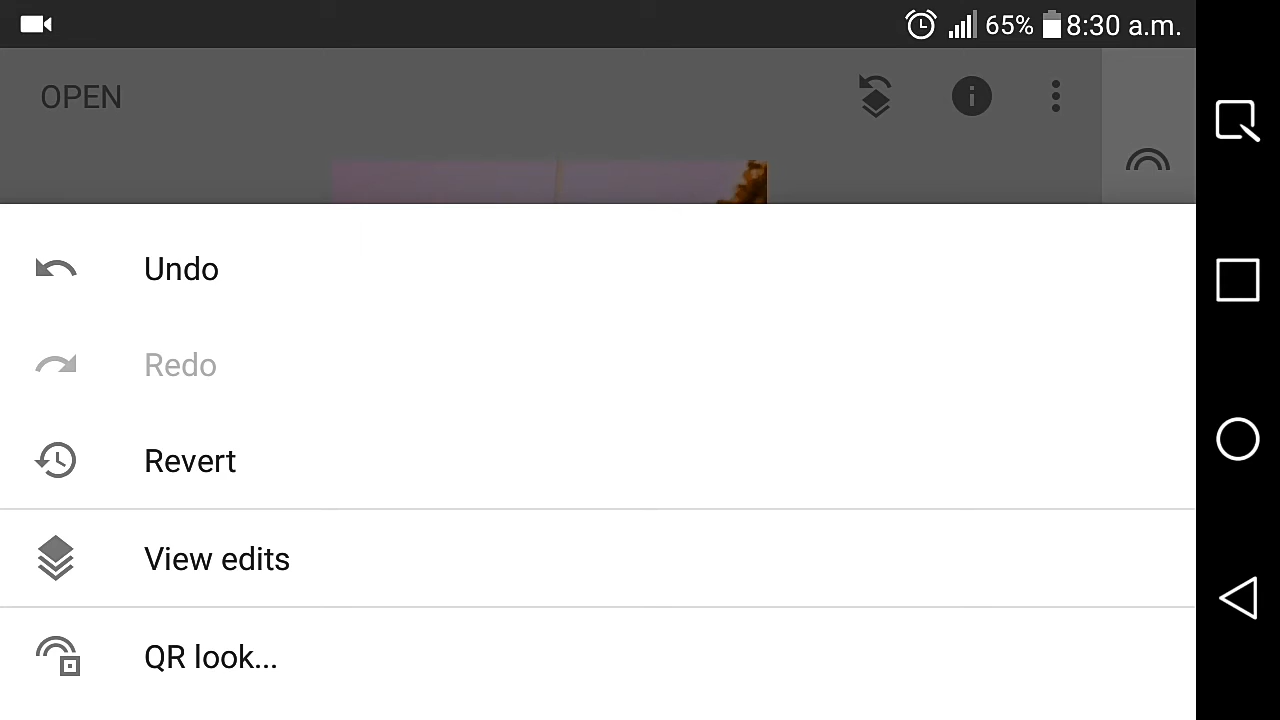 65% 8:30 a.m.
OPEN
Undo
Redo
Revert
View edits
QR look...